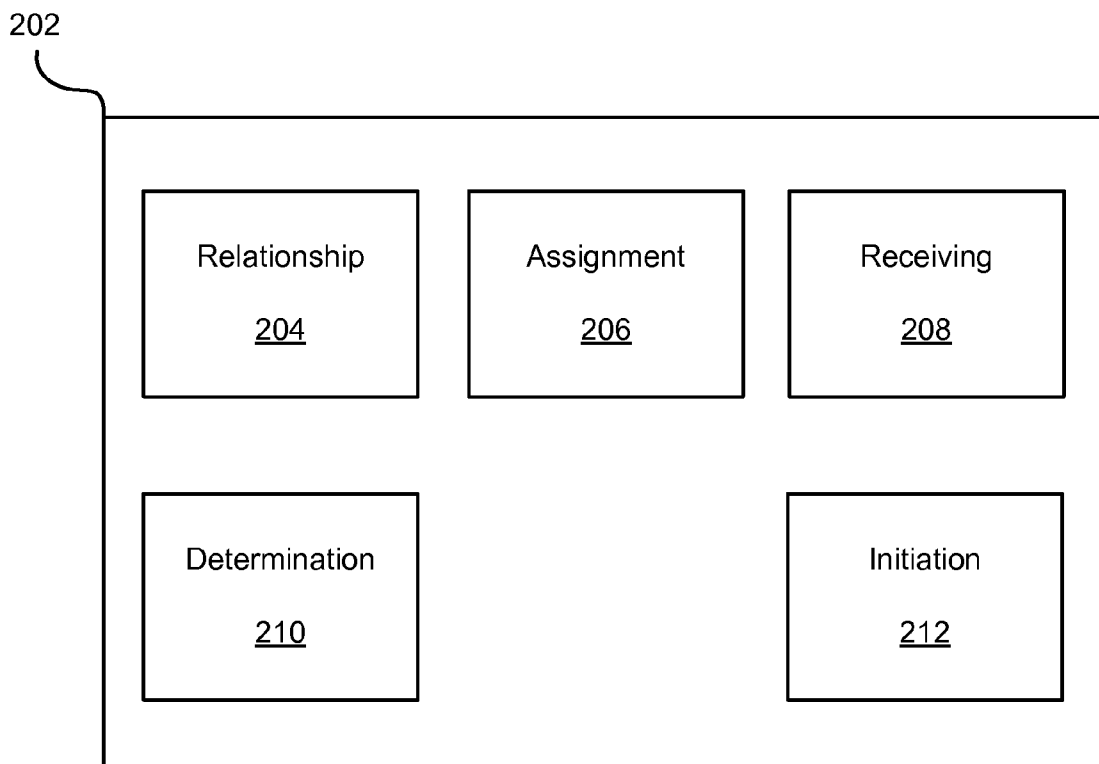 202
Relationship
204
Assignment
206
Receiving
208
Determination
210
Initiation
212